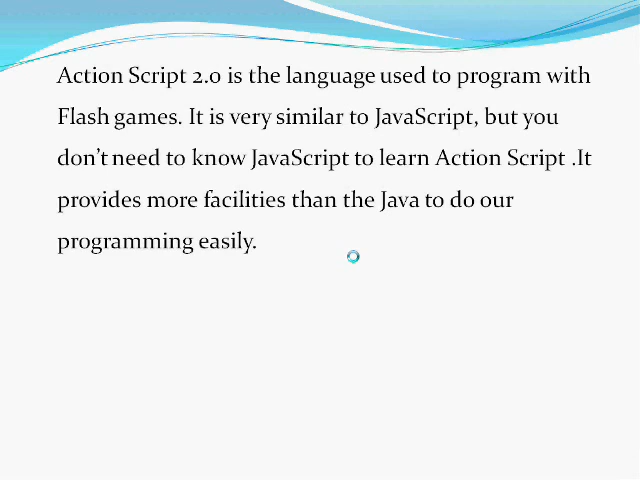 Action Script 2.0 is the language used to program with
Flash games. It is very similar to JavaScript, but you
don’t need to know JavaScript to learn Action Script .It
provides more facilities than the Java to do our
programming easily.